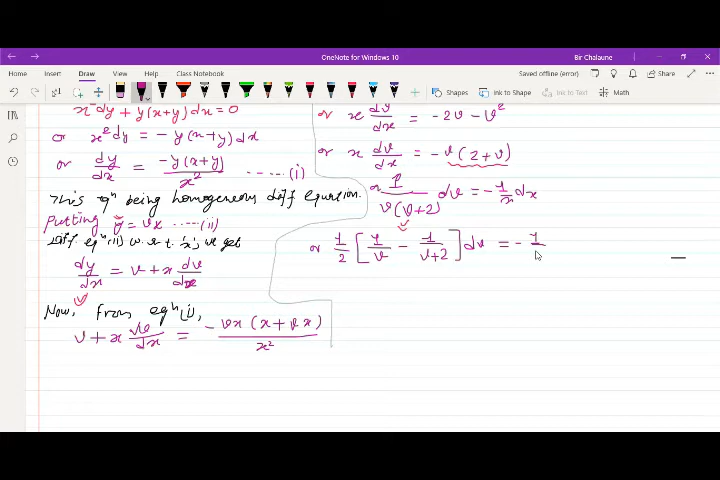 OneNote for Windows 10
Bir Chalaune
Home Insert Draw View Help Class Notebook
Saved offline (error) Share
Shapes Ink to Shape Ink to Text Math
x²dy + y(x+y)dx = 0
or x²dy = -y(x+y)dx
or dy/dx = -y(x+y)/x² ......(i)
This eqⁿ being homogeneous diff equation.
Putting y = vx ....(ii)
Diff. eqⁿ(ii) w.r.t. 'x', we get
dy/dx = v + x dv/dx
Now, from eqⁿ(i),
v + x dv/dx = -vx(x+vx)/x²
or x dv/dx = -2v - v²
or x dv/dx = -v(2+v)
or 1/v(v+2) dv = -1/x dx
or 1/2 [1/v - 1/v+2] dv = - 1/